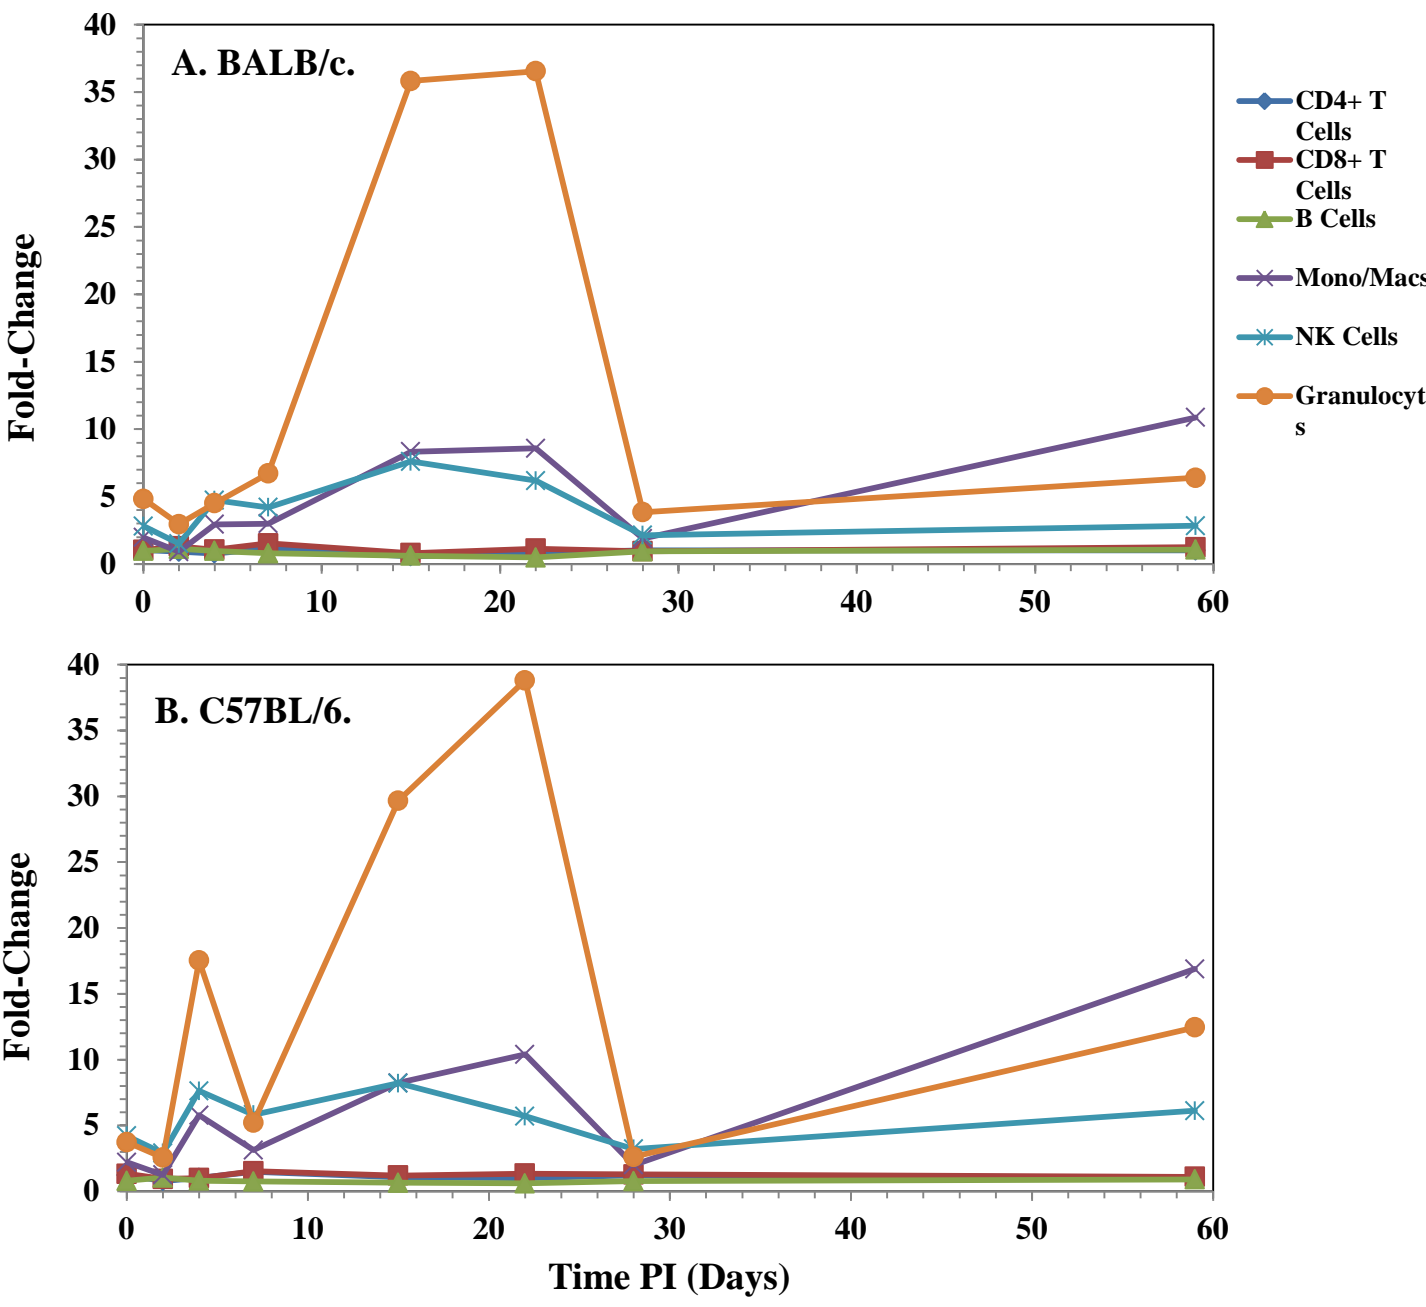 A. BALB/c.
Fold-Change
40
35
30
25
20
15
10
5
0
0 10 20 30 40 50 60
CD4+ T
Cells
CD8+ T
Cells
B Cells
Mono/Macs
NK Cells
Granulocyt
s
B. C57BL/6.
Fold-Change
40
35
30
25
20
15
10
5
0
0 10 20 30 40 50 60
Time PI (Days)